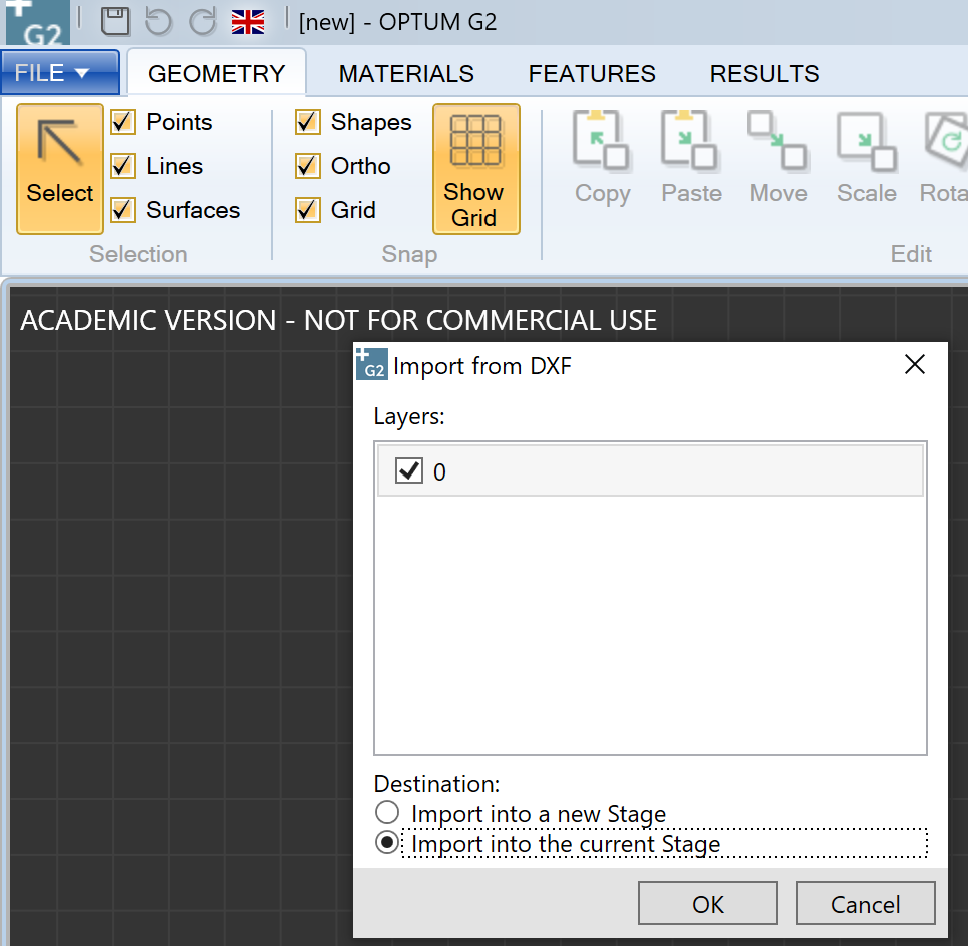 G2
[new] - OPTUM G2
FILE GEOMETRY MATERIALS FEATURES RESULTS
Points Shapes
Lines Ortho
Select Show Copy Paste Move Scale Rota
Surfaces Grid Grid
Selection Snap Edit
ACADEMIC VERSION - NOT FOR COMMERCIAL USE
G2 Import from DXF
Layers:
0
Destination:
Import into a new Stage
Import into the current Stage
OK Cancel